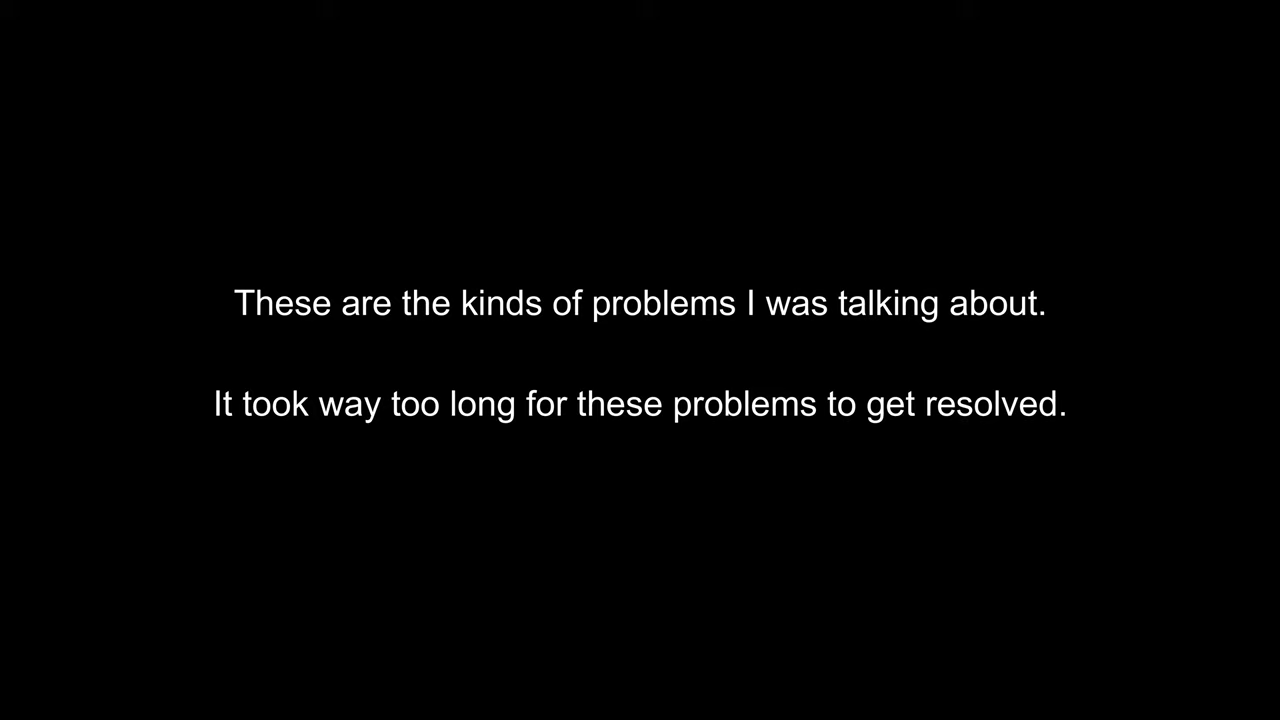 These are the kinds of problems I was talking about.
It took way too long for these problems to get resolved.